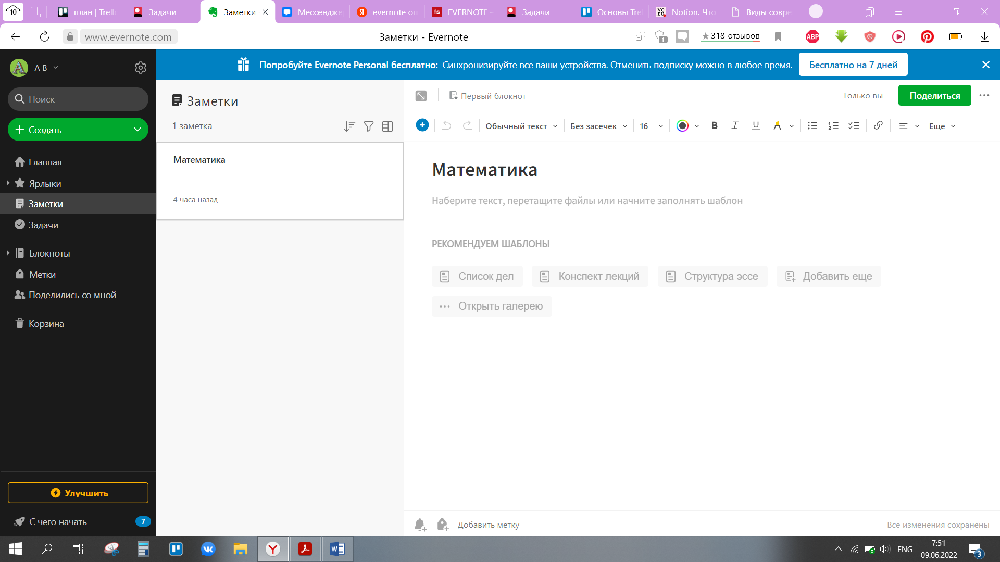 10
план | Trello
Задачи
Заметки
Мессендже
evernote оп
EVERNOTE –
Задачи
Основы Tre
Notion. Что
Виды совре
www.evernote.com
Заметки - Evernote
1
★318 отзывов
ABP
A B
Попробуйте Evernote Personal бесплатно: Синхронизируйте все ваши устройства. Отменить подписку можно в любое время.
Бесплатно на 7 дней
Поиск
Создать
Главная
Ярлыки
Заметки
Задачи
Блокноты
Метки
Поделились со мной
Корзина
Улучшить
С чего начать
7
Заметки
1 заметка
Математика
4 часа назад
Первый блокнот
Только вы
Поделиться
Обычный текст
Без засечек
16
B
I
U
Еще
Математика
Наберите текст, перетащите файлы или начните заполнять шаблон
РЕКОМЕНДУЕМ ШАБЛОНЫ
Список дел
Конспект лекций
Структура эссе
Добавить еще
Открыть галерею
Добавить метку
Все изменения сохранены
ENG
7:51
09.06.2022
3